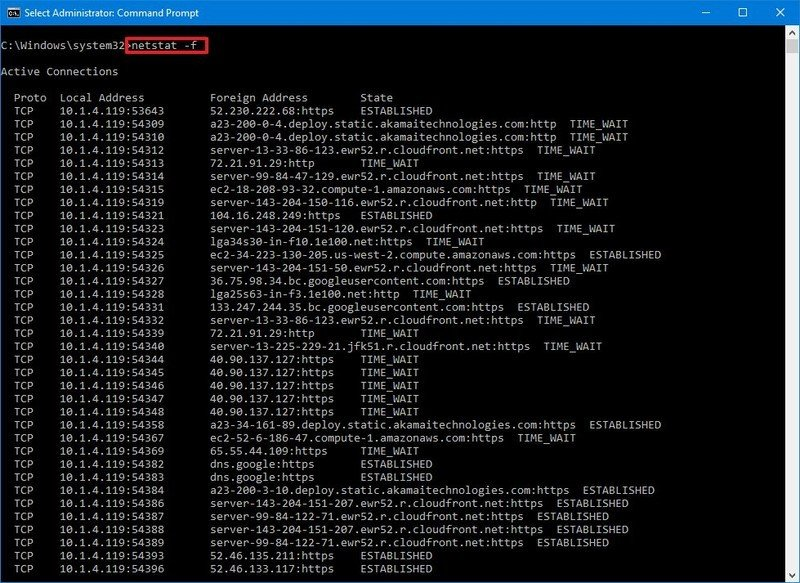 Select Administrator: Command Prompt
C:\Windows\system32>netstat -f
Active Connections
Proto Local Address Foreign Address State
TCP 10.1.4.119:53643 52.230.222.68:https ESTABLISHED
TCP 10.1.4.119:54309 a23-200-0-4.deploy.static.akamaitechnologies.com:http TIME_WAIT
TCP 10.1.4.119:54310 a23-200-0-4.deploy.static.akamaitechnologies.com:http TIME_WAIT
TCP 10.1.4.119:54312 server-13-33-86-123.ewr52.r.cloudfront.net:https TIME_WAIT
TCP 10.1.4.119:54313 72.21.91.29:http TIME_WAIT
TCP 10.1.4.119:54314 server-99-84-47-129.ewr52.r.cloudfront.net:https TIME_WAIT
TCP 10.1.4.119:54315 ec2-18-208-93-32.compute-1.amazonaws.com:https TIME_WAIT
TCP 10.1.4.119:54319 server-143-204-150-116.ewr52.r.cloudfront.net:http TIME_WAIT
TCP 10.1.4.119:54321 104.16.248.249:https ESTABLISHED
TCP 10.1.4.119:54323 server-143-204-151-120.ewr52.r.cloudfront.net:https TIME_WAIT
TCP 10.1.4.119:54324 lga34s30-in-f10.1e100.net:https TIME_WAIT
TCP 10.1.4.119:54325 ec2-34-223-130-205.us-west-2.compute.amazonaws.com:https ESTABLISHED
TCP 10.1.4.119:54326 server-143-204-151-50.ewr52.r.cloudfront.net:https TIME_WAIT
TCP 10.1.4.119:54327 36.75.98.34.bc.googleusercontent.com:https ESTABLISHED
TCP 10.1.4.119:54328 lga25s63-in-f3.1e100.net:http TIME_WAIT
TCP 10.1.4.119:54331 133.247.244.35.bc.googleusercontent.com:https ESTABLISHED
TCP 10.1.4.119:54332 server-13-33-86-123.ewr52.r.cloudfront.net:https TIME_WAIT
TCP 10.1.4.119:54339 72.21.91.29:http TIME_WAIT
TCP 10.1.4.119:54340 server-13-225-229-21.jfk51.r.cloudfront.net:https TIME_WAIT
TCP 10.1.4.119:54344 40.90.137.127:https TIME_WAIT
TCP 10.1.4.119:54345 40.90.137.127:https TIME_WAIT
TCP 10.1.4.119:54346 40.90.137.127:https TIME_WAIT
TCP 10.1.4.119:54347 40.90.137.127:https TIME_WAIT
TCP 10.1.4.119:54348 40.90.137.127:https TIME_WAIT
TCP 10.1.4.119:54358 a23-34-161-89.deploy.static.akamaitechnologies.com:https ESTABLISHED
TCP 10.1.4.119:54367 ec2-52-6-186-47.compute-1.amazonaws.com:https TIME_WAIT
TCP 10.1.4.119:54369 65.55.44.109:https TIME_WAIT
TCP 10.1.4.119:54382 dns.google:https ESTABLISHED
TCP 10.1.4.119:54383 dns.google:https ESTABLISHED
TCP 10.1.4.119:54384 a23-200-3-10.deploy.static.akamaitechnologies.com:https ESTABLISHED
TCP 10.1.4.119:54386 server-143-204-151-207.ewr52.r.cloudfront.net:https ESTABLISHED
TCP 10.1.4.119:54387 server-99-84-122-71.ewr52.r.cloudfront.net:https ESTABLISHED
TCP 10.1.4.119:54388 server-143-204-151-207.ewr52.r.cloudfront.net:https ESTABLISHED
TCP 10.1.4.119:54389 server-99-84-122-71.ewr52.r.cloudfront.net:https ESTABLISHED
TCP 10.1.4.119:54393 52.46.135.211:https ESTABLISHED
TCP 10.1.4.119:54396 52.46.133.117:https ESTABLISHED